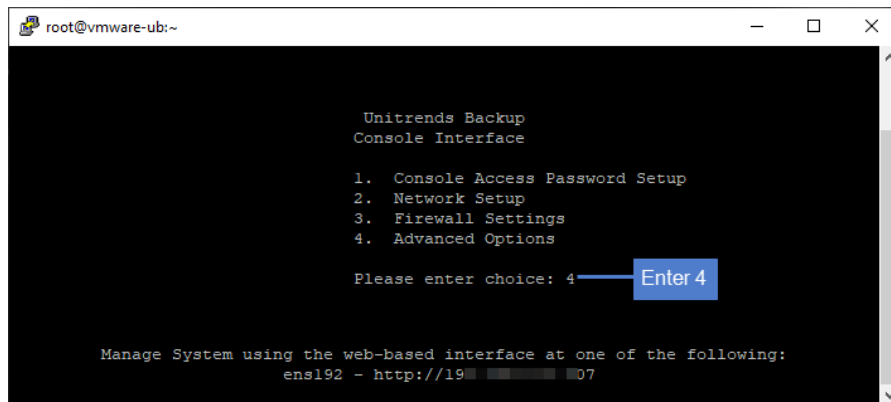 root@vmware-ub:~
Unitrends Backup
Console Interface
1. Console Access Password Setup
2. Network Setup
3. Firewall Settings
4. Advanced Options
Please enter choice: 4
Enter 4
Manage System using the web-based interface at one of the following:
ens192 - http://19 07